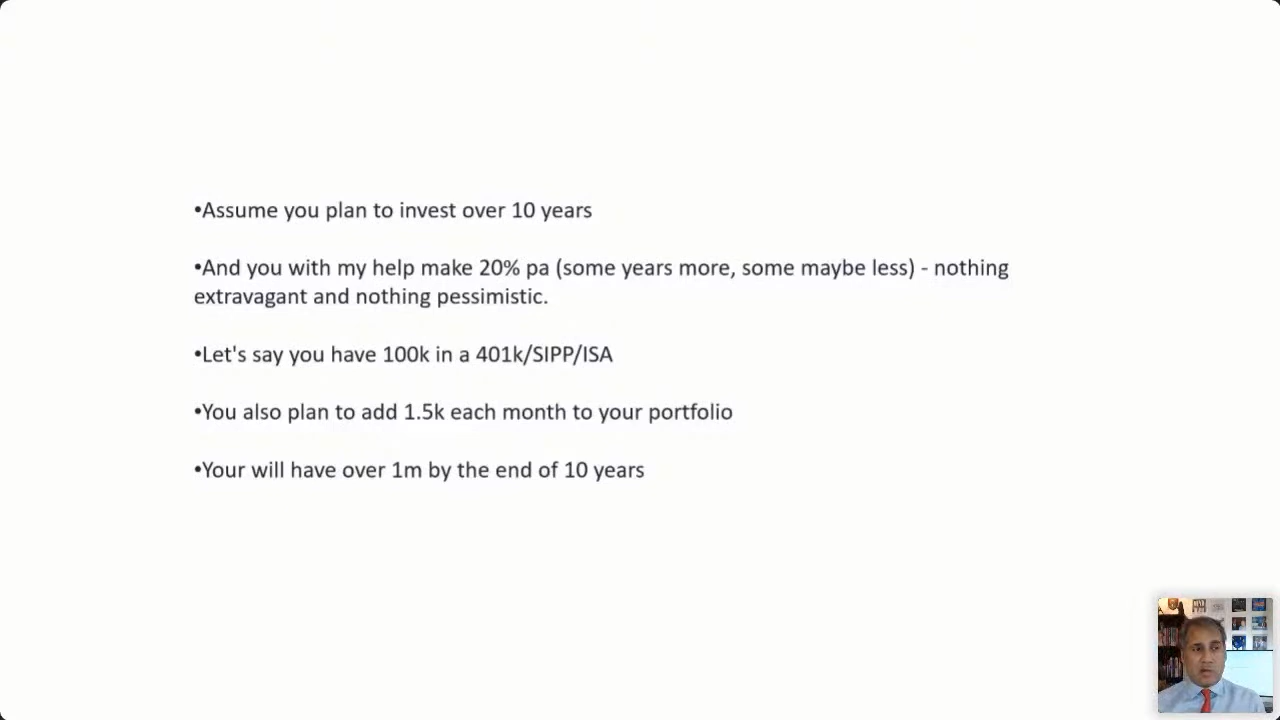 •Assume you plan to invest over 10 years
•And you with my help make 20% pa (some years more, some maybe less) - nothing
extravagant and nothing pessimistic.
•Let's say you have 100k in a 401k/SIPP/ISA
•You also plan to add 1.5k each month to your portfolio
•Your will have over 1m by the end of 10 years